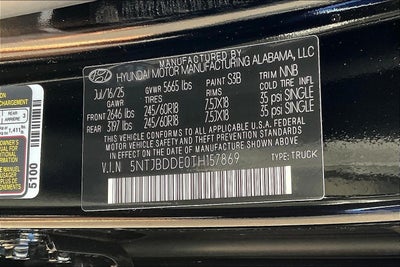 MANUFACTURED BY
HYUNDAI MOTOR MANUFACTURING ALABAMA, LLC
Jul/16/25 GVWR 5665 lbs PAINT S3B TRIM NNB
TIRES COLD TIRE INFL.
FRONT 2646 lbs 245/60R18 7.5JX18 35 psi SINGLE
REAR 3197 lbs 245/60R18 7.5JX18 35 psi SINGLE
THIS VEHICLE CONFORMS TO ALL APPLICABLE U.S. FEDERAL
MOTOR VEHICLE SAFETY AND THEFT PREVENTION STANDARDS
IN EFFECT ON THE DATE OF MANUFACTURE SHOWN ABOVE.
V.I.N 5NTJBDDE0TH157869 TYPE: TRUCK
5100